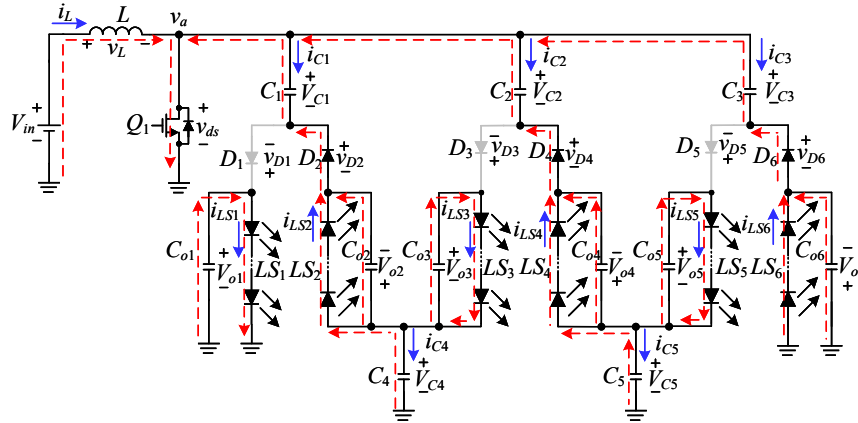 i_L L v_a
+ v_L −
i_C1 i_C2 i_C3
C_1 + V_C1 − C_2 + V_C2 − C_3 + V_C3 −
V_in + − Q_1 + v_ds −
D_1 − v_D1 + D_2 + v_D2 − D_3 − v_D3 + D_4 + v_D4 − D_5 − v_D5 + D_6 + v_D6 −
i_LS1 i_LS2 i_LS3 i_LS4 i_LS5 i_LS6
C_o1 + V_o1 − LS_1 LS_2 C_o2 − V_o2 + C_o3 + V_o3 − LS_3 LS_4 C_o4 − V_o4 + C_o5 + V_o5 − LS_5 LS_6 C_o6 − V_o +
i_C4 i_C5
C_4 + V_C4 − C_5 + V_C5 −